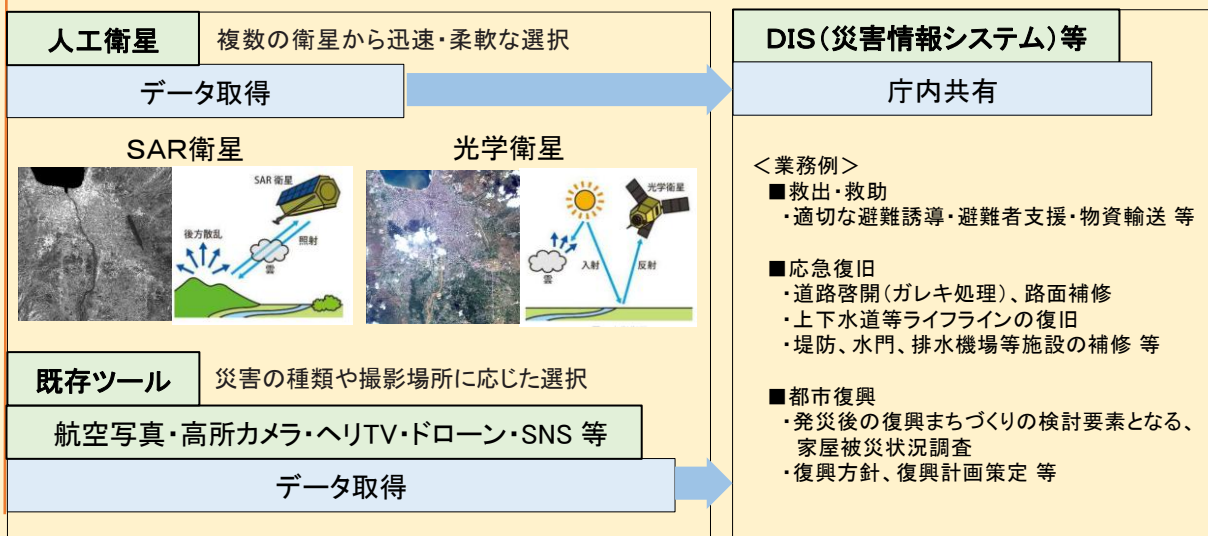 人工衛星
複数の衛星から迅速・柔軟な選択
データ取得
SAR衛星
光学衛星
SAR 衛星
後方散乱
照射
雲
光学衛星
雲
入射
反射
既存ツール
災害の種類や撮影場所に応じた選択
航空写真・高所カメラ・ヘリTV・ドローン・SNS 等
データ取得
DIS(災害情報システム)等
庁内共有
<業務例>
■救出・救助
・適切な避難誘導・避難者支援・物資輸送 等
■応急復旧
・道路啓開(ガレキ処理)、路面補修
・上下水道等ライフラインの復旧
・堤防、水門、排水機場等施設の補修 等
■都市復興
・発災後の復興まちづくりの検討要素となる、
家屋被災状況調査
・復興方針、復興計画策定 等